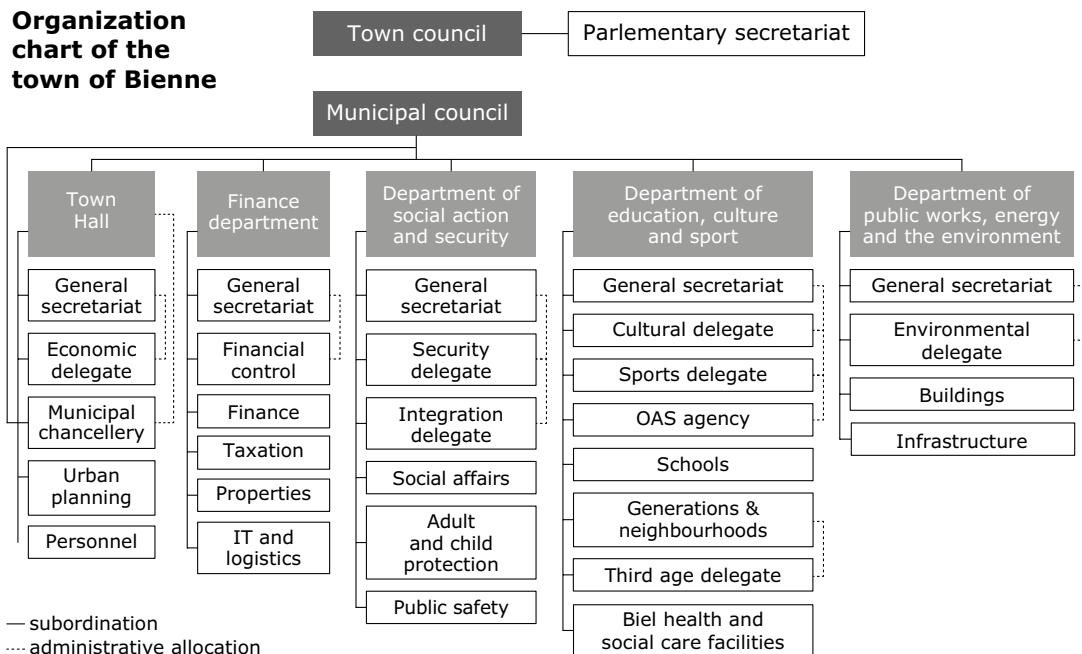 Organization
chart of the
town of Bienne
Town council
Parlementary secretariat
Municipal council
Town
Hall
General
secretariat
Economic
delegate
Municipal
chancellery
Urban
planning
Personnel
Finance
department
General
secretariat
Financial
control
Finance
Taxation
Properties
IT and
logistics
Department of
social action
and security
General
secretariat
Security
delegate
Integration
delegate
Social affairs
Adult
and child
protection
Public safety
Department of
education, culture
and sport
General secretariat
Cultural delegate
Sports delegate
OAS agency
Schools
Generations &
neighbourhoods
Third age delegate
Biel health and
social care facilities
Department of
public works, energy
and the environment
General secretariat
Environmental
delegate
Buildings
Infrastructure
subordination
administrative allocation